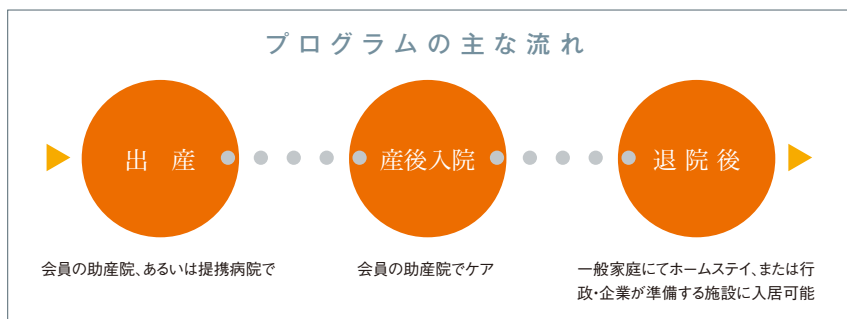 プログラムの主な流れ
出産
産後入院
退院後
会員の助産院、あるいは提携病院で
会員の助産院でケア
一般家庭にてホームステイ、または行
政・企業が準備する施設に入居可能